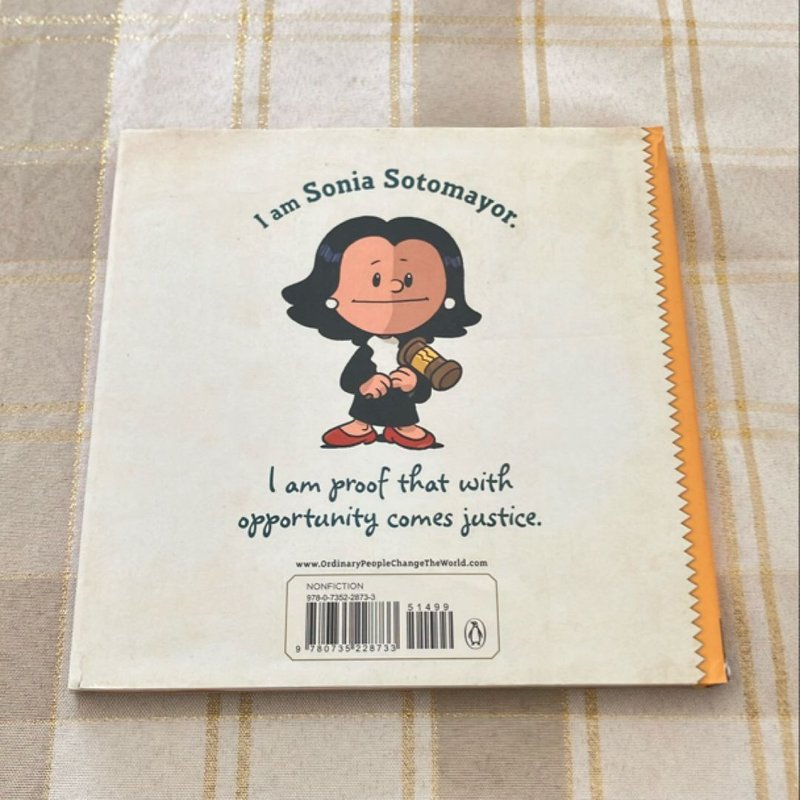 I am Sonia Sotomayor.
I am proof that with
opportunity comes justice.
www.OrdinaryPeopleChangeTheWorld.com
NONFICTION
978-0-7352-2873-3
51499
9 780735 228733